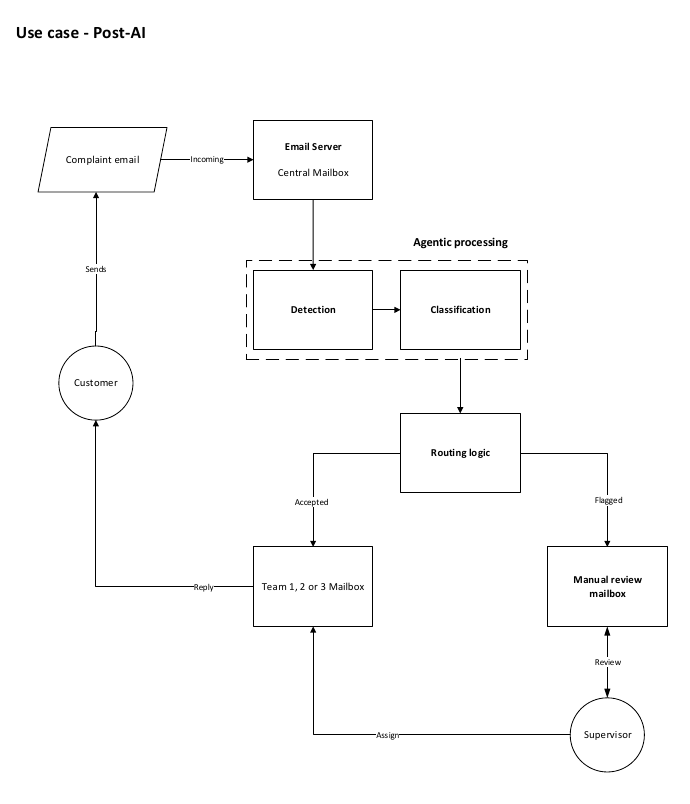 Use case - Post-AI
Complaint email
Incoming
Email Server
Central Mailbox
Agentic processing
Sends
Detection
Classification
Customer
Routing logic
Accepted
Flagged
Reply
Team 1, 2 or 3 Mailbox
Manual review
mailbox
Review
Assign
Supervisor